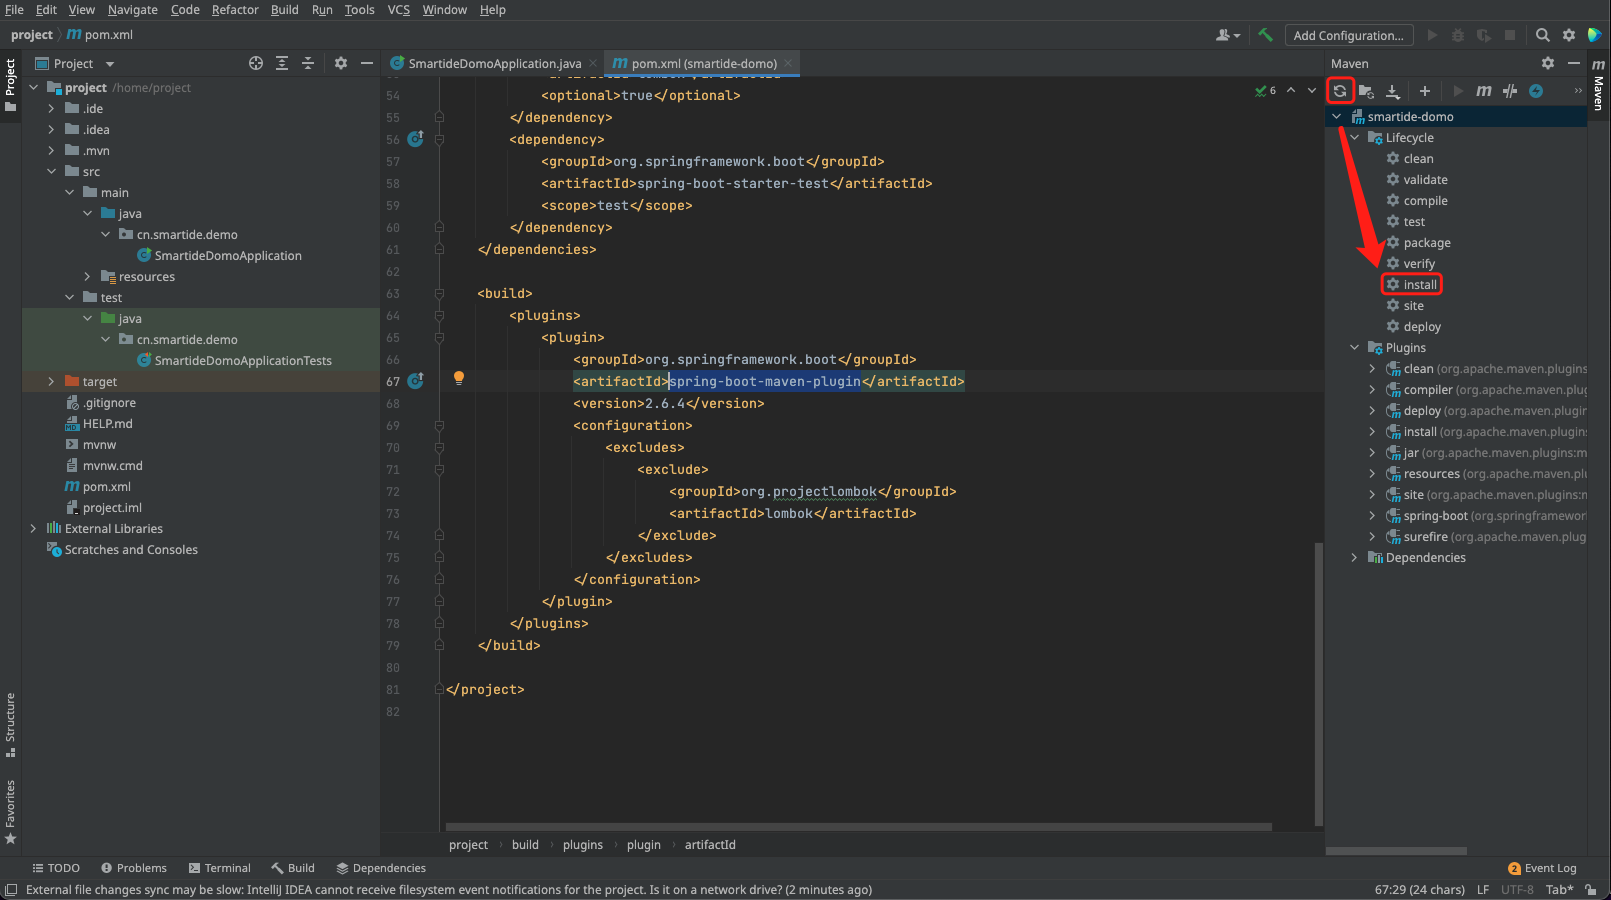 File Edit View Navigate Code Refactor Build Run Tools VCS Window Help
project pom.xml
Add Configuration...
Project
Structure
Favorites
Project
project /home/project
.ide
.idea
.mvn
src
main
java
cn.smartide.demo
SmartideDomoApplication
resources
test
java
cn.smartide.demo
SmartideDomoApplicationTests
target
.gitignore
HELP.md
mvnw
mvnw.cmd
pom.xml
project.iml
External Libraries
Scratches and Consoles
SmartideDomoApplication.java pom.xml (smartide-domo)
6
54 <optional>true</optional>
55 </dependency>
56 <dependency>
57 <groupId>org.springframework.boot</groupId>
58 <artifactId>spring-boot-starter-test</artifactId>
59 <scope>test</scope>
60 </dependency>
61 </dependencies>
62
63 <build>
64 <plugins>
65 <plugin>
66 <groupId>org.springframework.boot</groupId>
67 <artifactId>spring-boot-maven-plugin</artifactId>
68 <version>2.6.4</version>
69 <configuration>
70 <excludes>
71 <exclude>
72 <groupId>org.projectlombok</groupId>
73 <artifactId>lombok</artifactId>
74 </exclude>
75 </excludes>
76 </configuration>
77 </plugin>
78 </plugins>
79 </build>
80
81 </project>
82
project build plugins plugin artifactId
Maven
Maven
smartide-domo
Lifecycle
clean
validate
compile
test
package
verify
install
site
deploy
Plugins
clean (org.apache.maven.plugins
compiler (org.apache.maven.plug
deploy (org.apache.maven.plugin
install (org.apache.maven.plugins
jar (org.apache.maven.plugins:m
resources (org.apache.maven.plu
site (org.apache.maven.plugins:m
spring-boot (org.springframewor
surefire (org.apache.maven.plug
Dependencies
TODO Problems Terminal Build Dependencies
2 Event Log
External file changes sync may be slow: IntelliJ IDEA cannot receive filesystem event notifications for the project. Is it on a network drive? (2 minutes ago)
67:29 (24 chars) LF UTF-8 Tab*